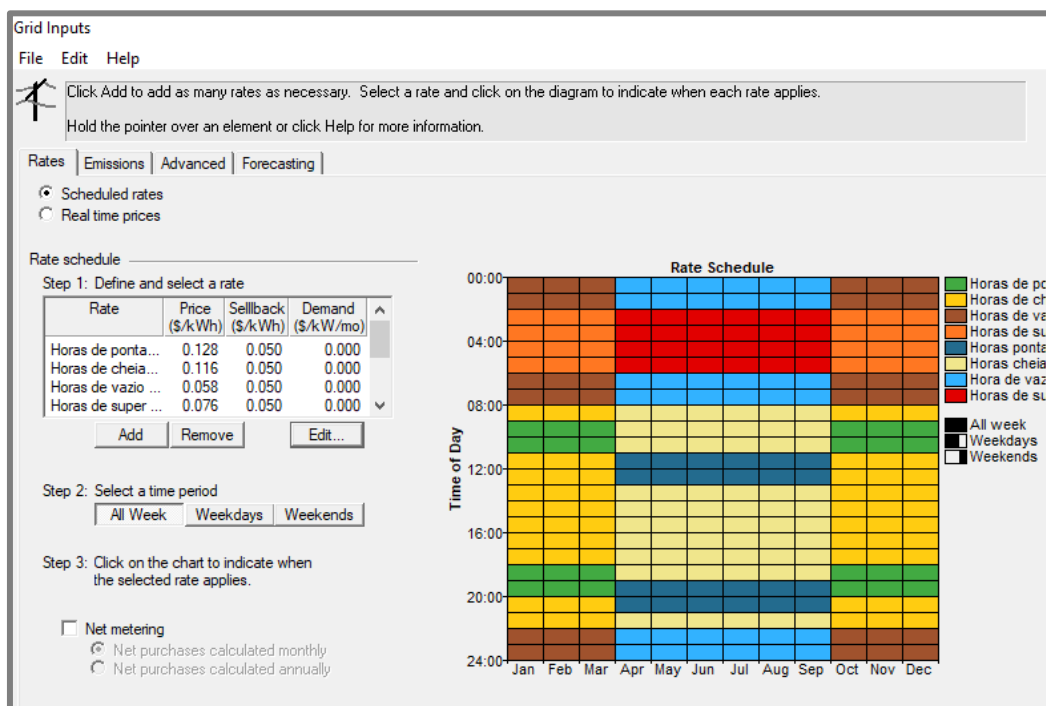 Grid Inputs
File Edit Help
Click Add to add as many rates as necessary. Select a rate and click on the diagram to indicate when each rate applies.
Hold the pointer over an element or click Help for more information.
Rates Emissions Advanced Forecasting
Scheduled rates
Real time prices
Rate schedule
Step 1: Define and select a rate
Rate Price ($/kWh) Selllback ($/kWh) Demand ($/kW/mo)
Horas de ponta... 0.128 0.050 0.000
Horas de cheia... 0.116 0.050 0.000
Horas de vazio ... 0.058 0.050 0.000
Horas de super ... 0.076 0.050 0.000
Add Remove Edit...
Step 2: Select a time period
All Week Weekdays Weekends
Step 3: Click on the chart to indicate when
the selected rate applies.
Net metering
Net purchases calculated monthly
Net purchases calculated annually
Rate Schedule
Time of Day
00:00
04:00
08:00
12:00
16:00
20:00
24:00
Jan Feb Mar Apr May Jun Jul Aug Sep Oct Nov Dec
Horas de po
Horas de ch
Horas de va
Horas de su
Horas ponta
Horas cheia
Hora de vaz
Horas de su
All week
Weekdays
Weekends